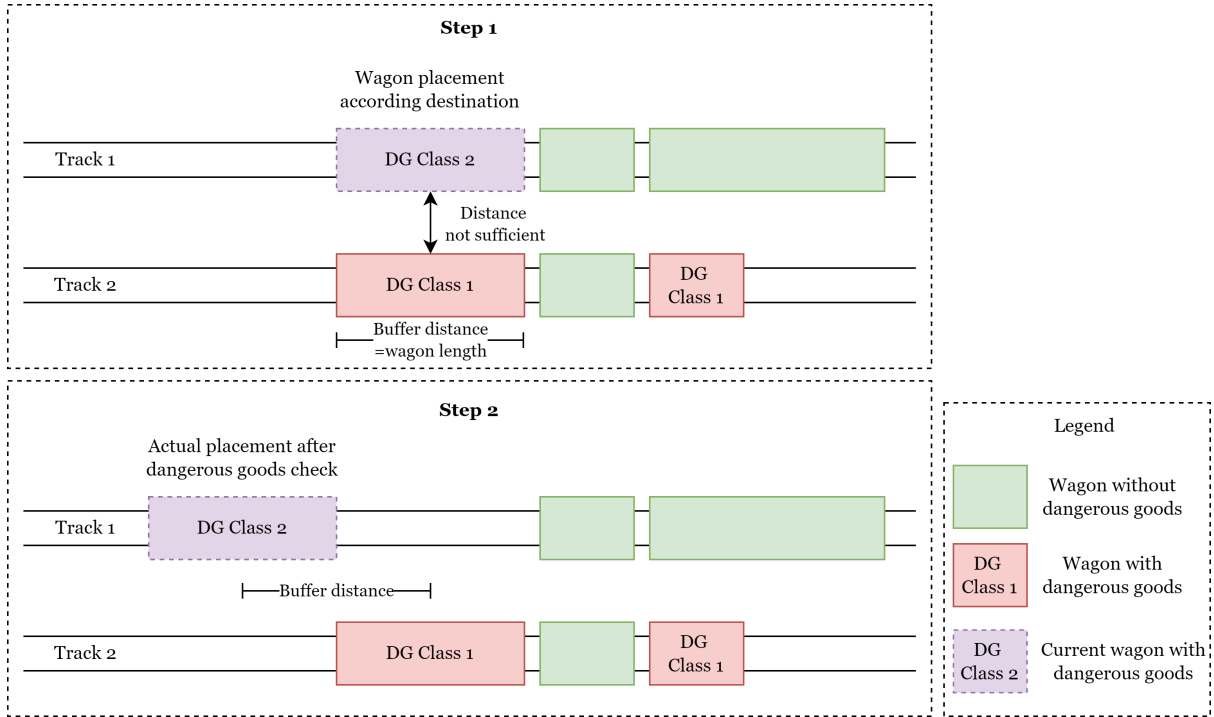 Step 1
Wagon placement
according destination
Track 1
DG Class 2
Distance
not sufficient
Track 2
DG Class 1
DG
Class 1
Buffer distance
=wagon length
Step 2
Actual placement after
dangerous goods check
Track 1
DG Class 2
Buffer distance
Track 2
DG Class 1
DG
Class 1
Legend
Wagon without
dangerous goods
DG
Class 1
Wagon with
dangerous goods
DG
Class 2
Current wagon with
dangerous goods